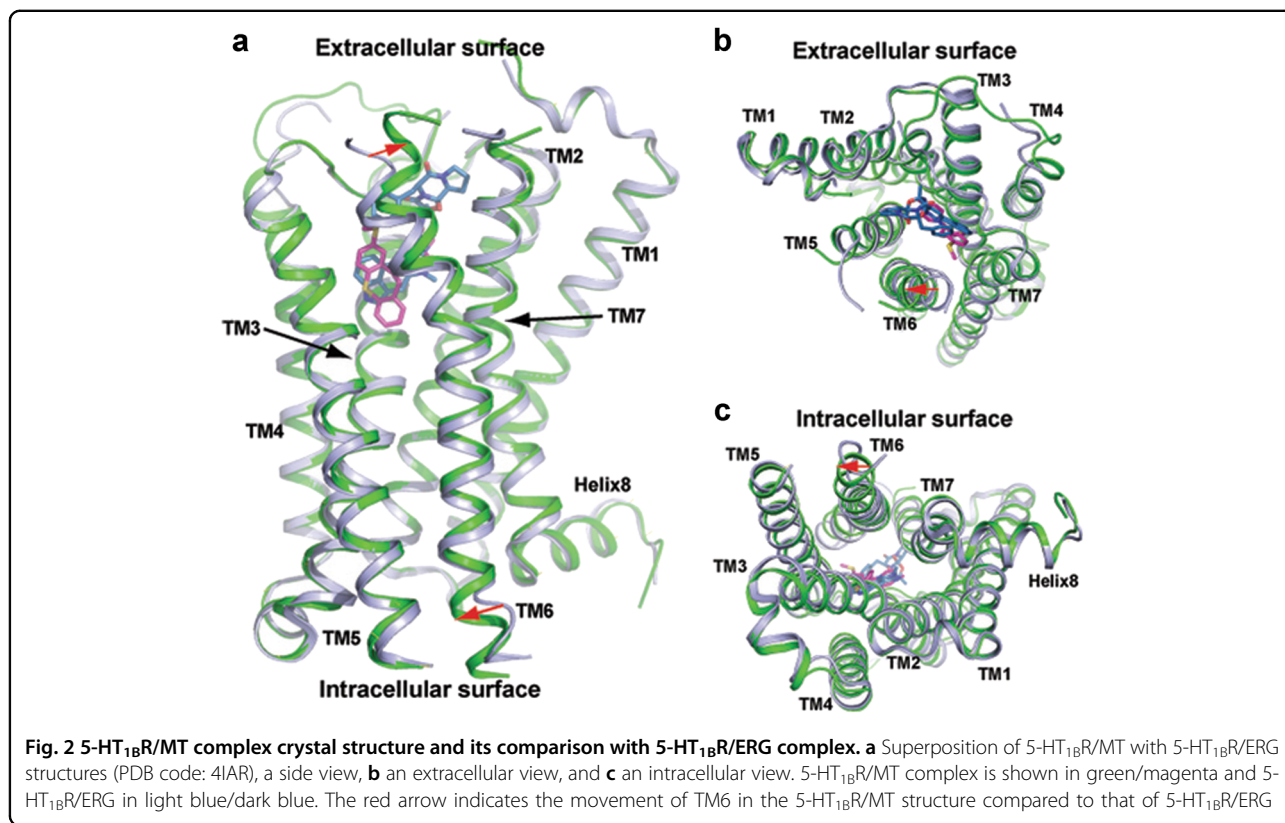 a
Extracellular surface
TM2
TM1
TM3
TM7
TM4
Helix8
TM6
TM5
Intracellular surface
b
Extracellular surface
TM3
TM4
TM1
TM2
TM5
TM7
TM6
c
Intracellular surface
TM6
TM5
TM7
TM3
Helix8
TM2
TM1
TM4
Fig. 2 5-HT1BR/MT complex crystal structure and its comparison with 5-HT1BR/ERG complex. a Superposition of 5-HT1BR/MT with 5-HT1BR/ERG
structures (PDB code: 4IAR), a side view, b an extracellular view, and c an intracellular view. 5-HT1BR/MT complex is shown in green/magenta and 5-
HT1BR/ERG in light blue/dark blue. The red arrow indicates the movement of TM6 in the 5-HT1BR/MT structure compared to that of 5-HT1BR/ERG